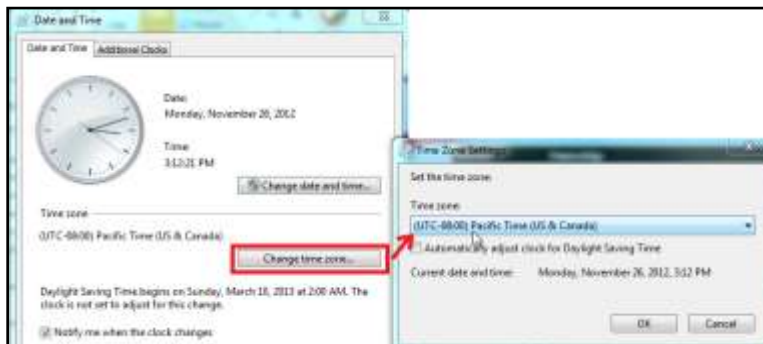 Date and Time
Date and Time
Additional Clocks
Date:
Monday, November 26, 2012
Time:
3:12:21 PM
Change date and time...
Time zone
(UTC-08:00) Pacific Time (US & Canada)
Change time zone...
Daylight Saving Time begins on Sunday, March 10, 2013 at 2:00 AM. The
clock is not set to adjust for this change.
Notify me when the clock changes
Time Zone Settings
Set the time zone:
Time zone:
(UTC-08:00) Pacific Time (US & Canada)
Automatically adjust clock for Daylight Saving Time
Current date and time:
Monday, November 26, 2012, 3:12 PM
OK
Cancel